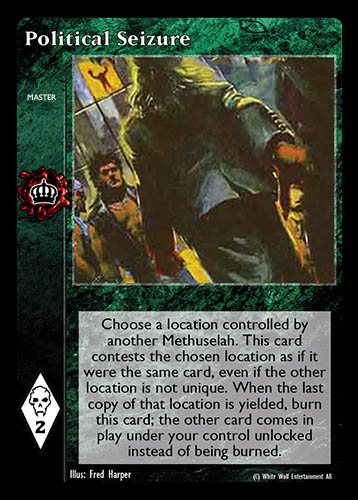 Political Seizure
MASTER
Choose a location controlled by
another Methuselah. This card
contests the chosen location as if it
were the same card, even if the other
location is not unique. When the last
copy of that location is yielded, burn
this card; the other card comes in
play under your control unlocked
instead of being burned.
2
Illus: Fred Harper
(C) White Wolf Entertainment AB